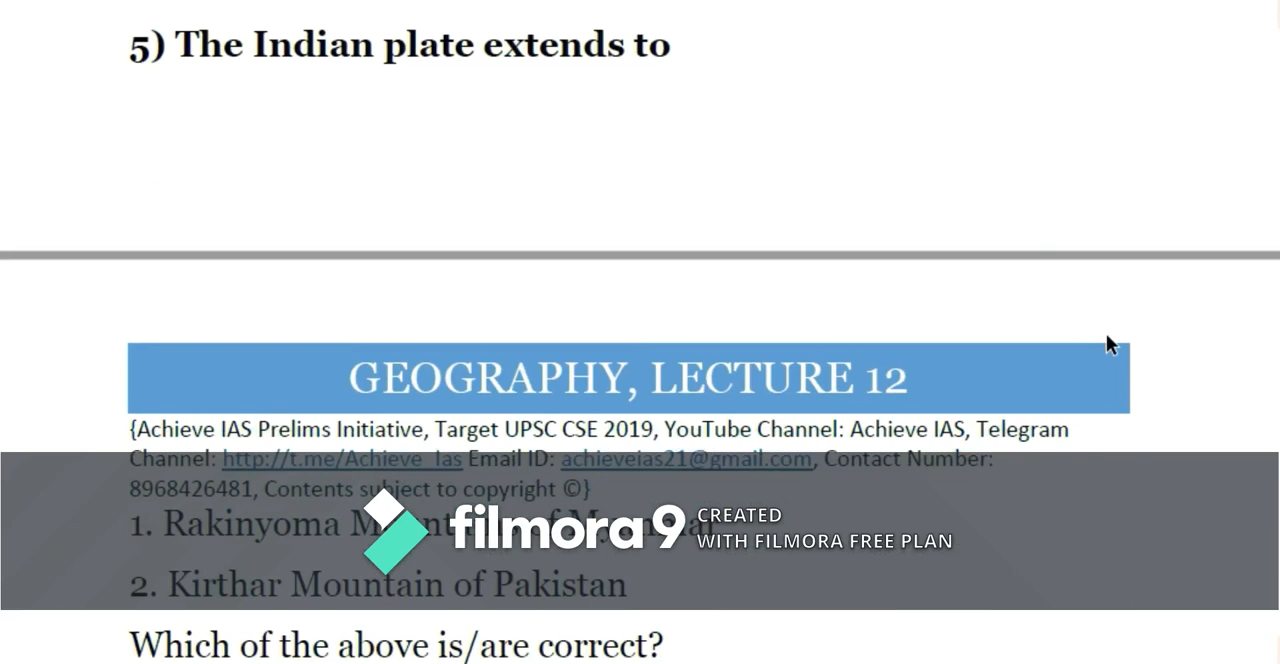 5) The Indian plate extends to
GEOGRAPHY, LECTURE 12
{Achieve IAS Prelims Initiative, Target UPSC CSE 2019, YouTube Channel: Achieve IAS, Telegram
Channel: http://t.me/Achieve_Ias Email ID: achieveias21@gmail.com, Contact Number:
8968426481, Contents subject to copyright ©}
1. Rakinyoma of
filmora9
CREATED
WITH FILMORA FREE PLAN
2. Kirthar Mountain of Pakistan
Which of the above is/are correct?